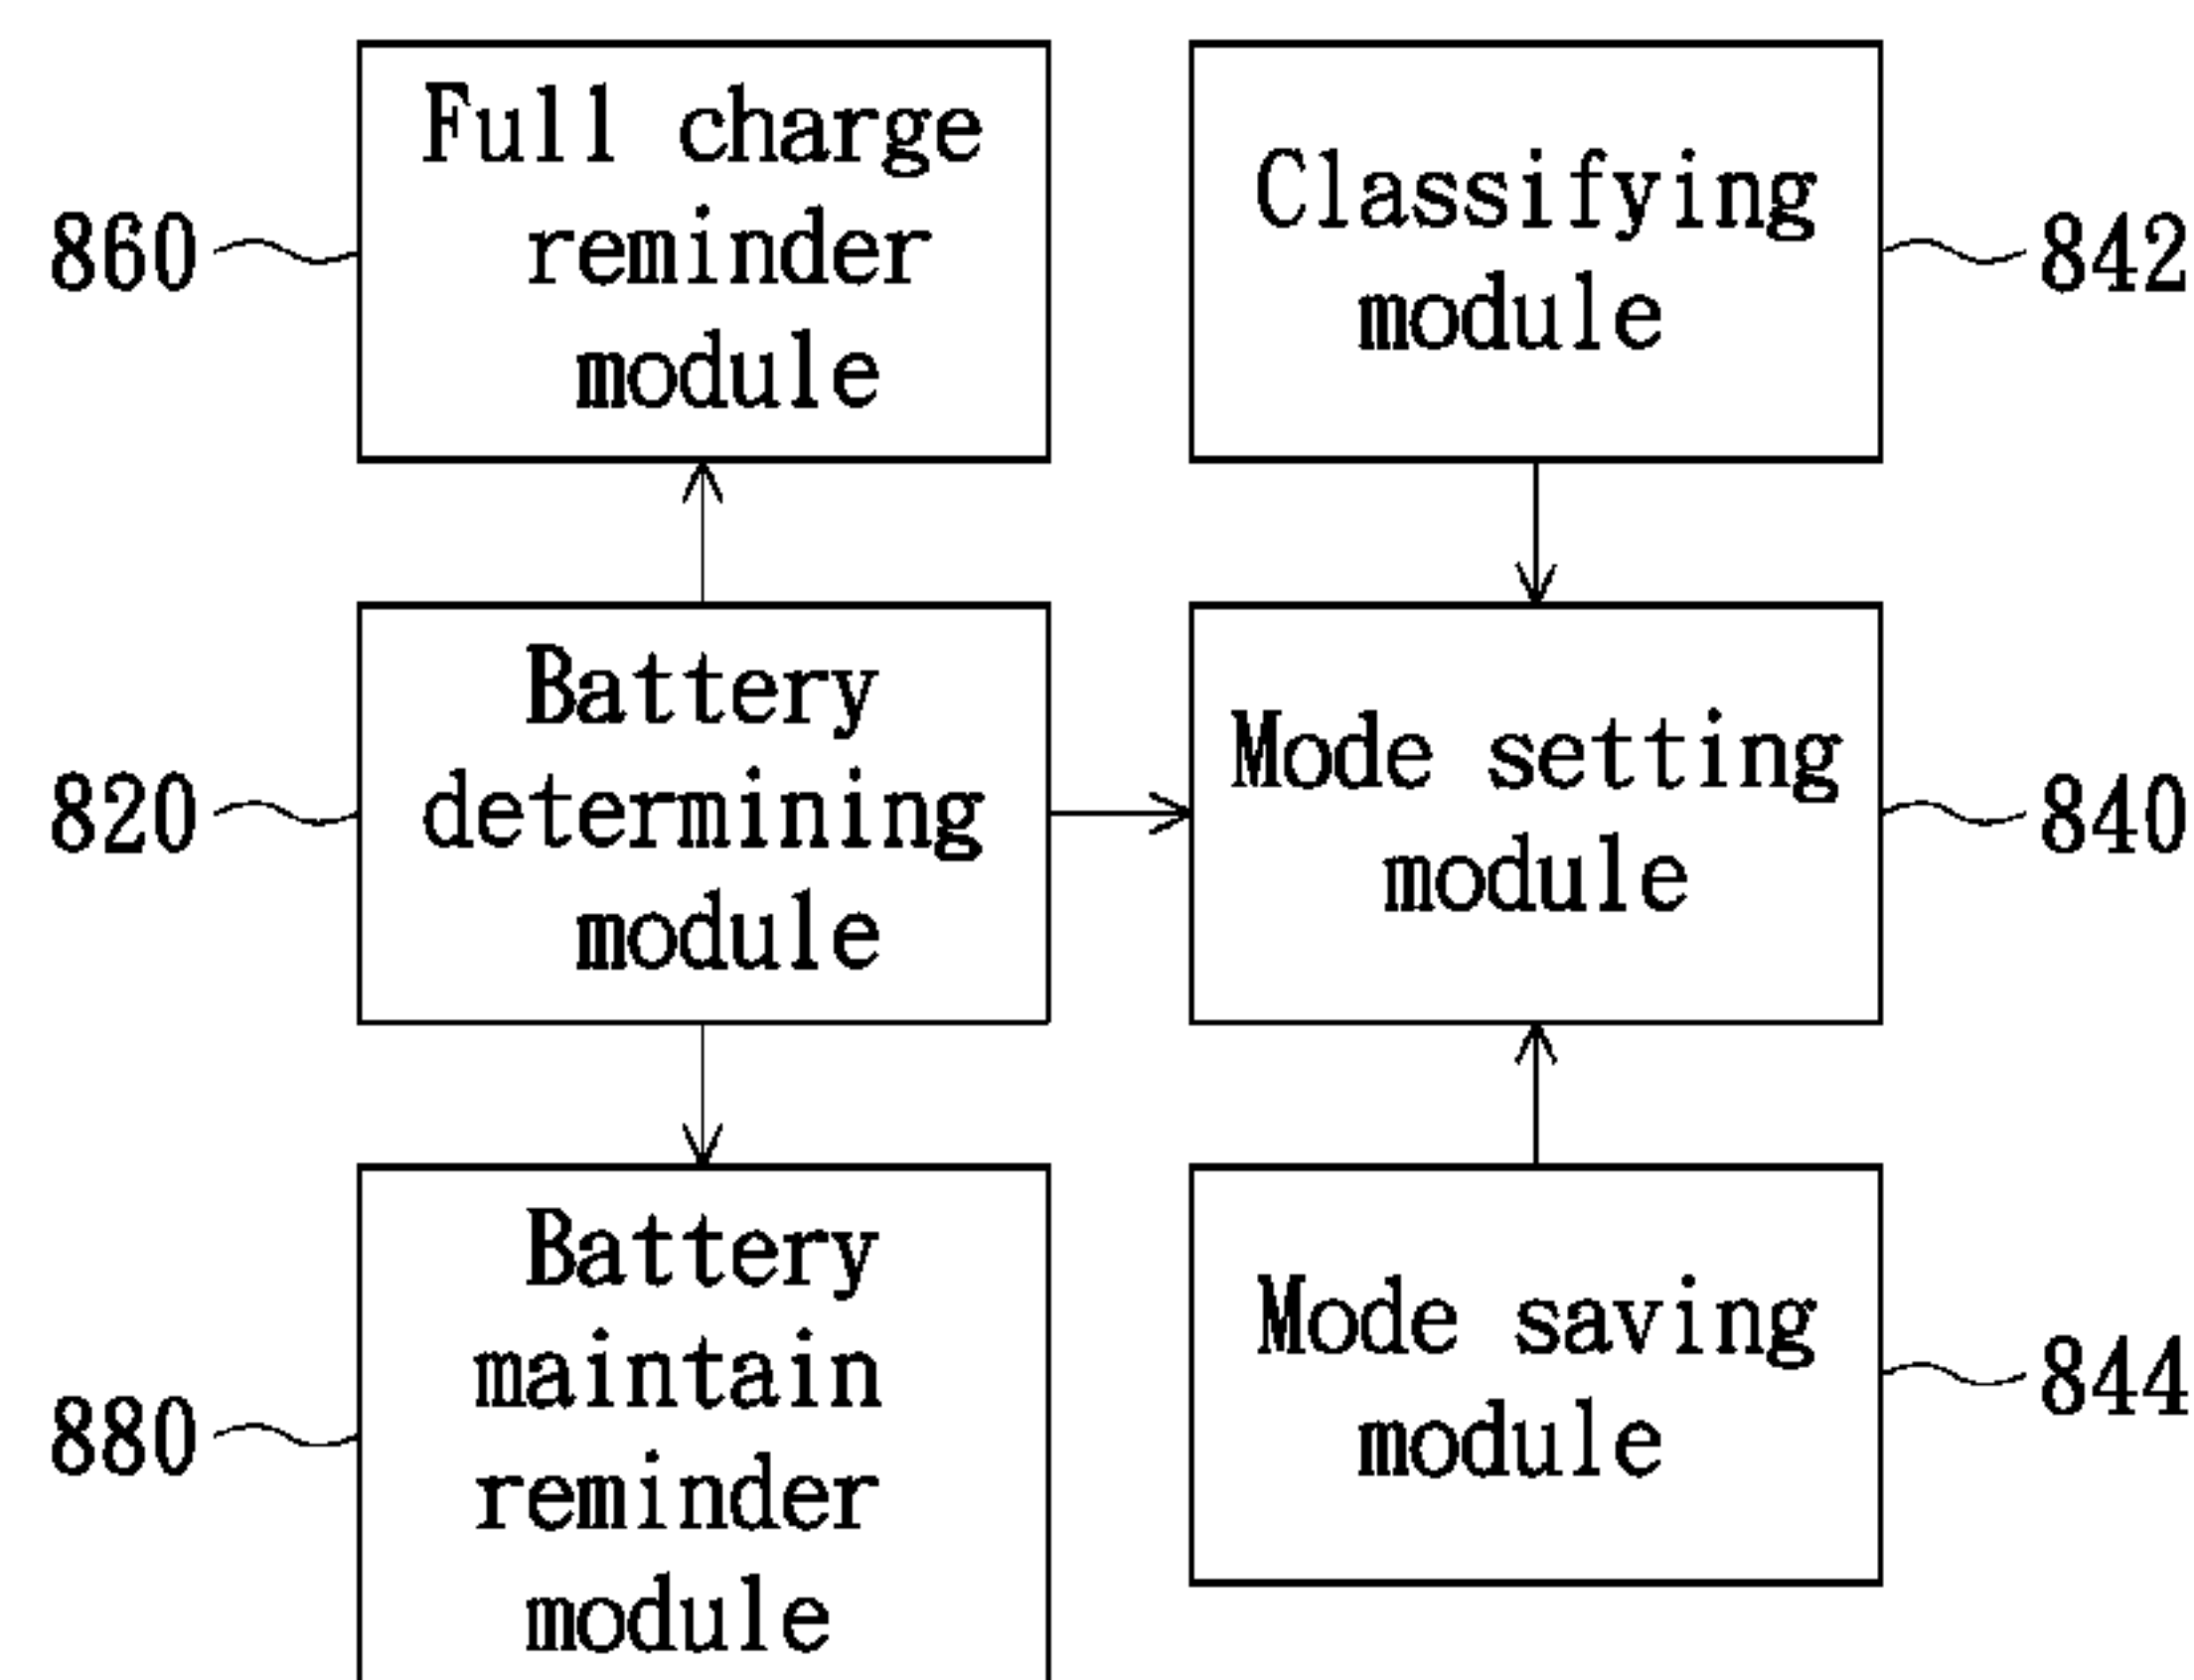 860
Full charge
reminder
module
Classifying
module
842
820
Battery
determining
module
Mode setting
module
840
880
Battery
maintain
reminder
module
Mode saving
module
844